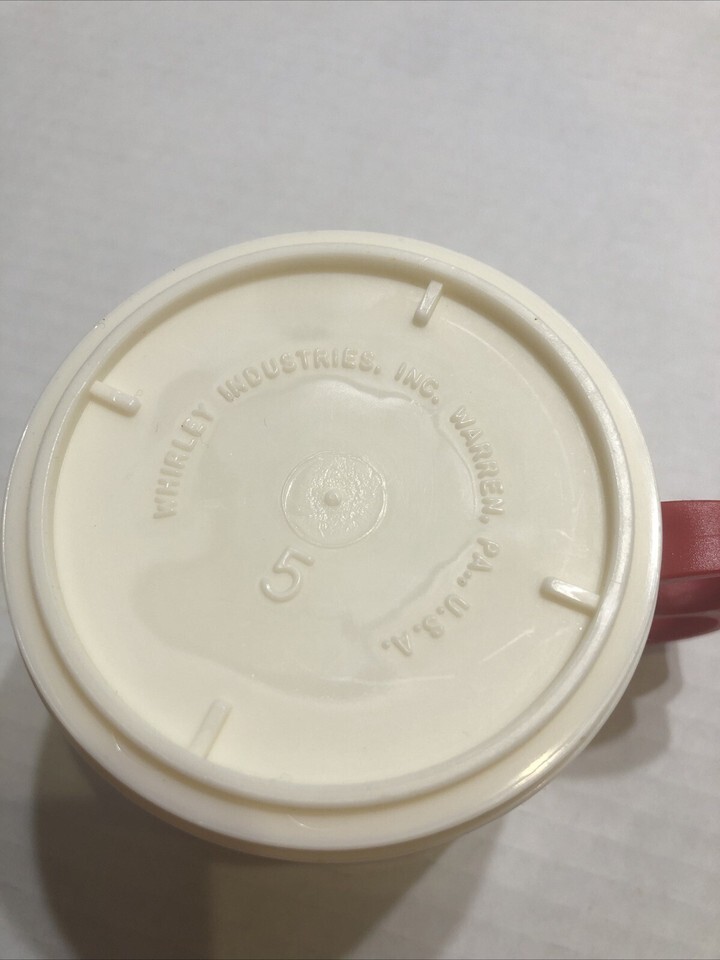 WHIRLEY INDUSTRIES, INC. WARREN, PA., U.S.A.
5